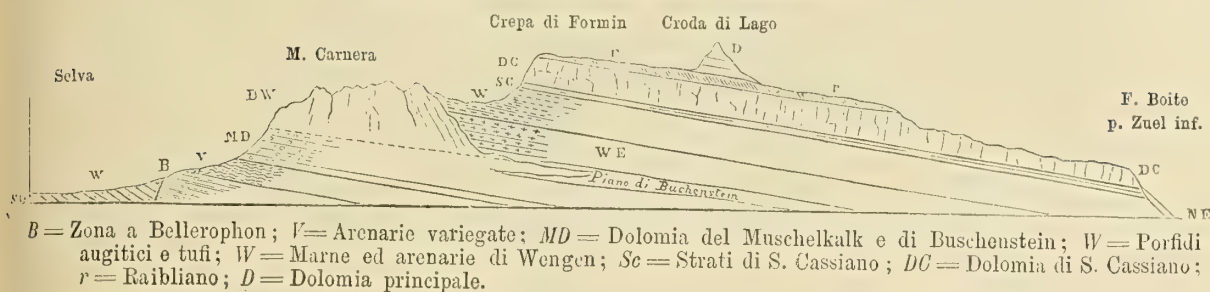 Crepa di Formin Croda di Lago
M. Carnera
Selva
r D
DC
SC
W
DW
r
F. Boite
p. Zuel inf.
MD
V
B
W
W E
Piano di Buchenstein
DC
NE
B = Zona a Bellerophon; V = Arenarie variegate; MD = Dolomia del Muschelkalk e di Buschenstein; W = Porfidi
augitici e tufi; W = Marne ed arenarie di Wengen; Sc = Strati di S. Cassiano; DC = Dolomia di S. Cassiano;
r = Raibliano; D = Dolomia principale.